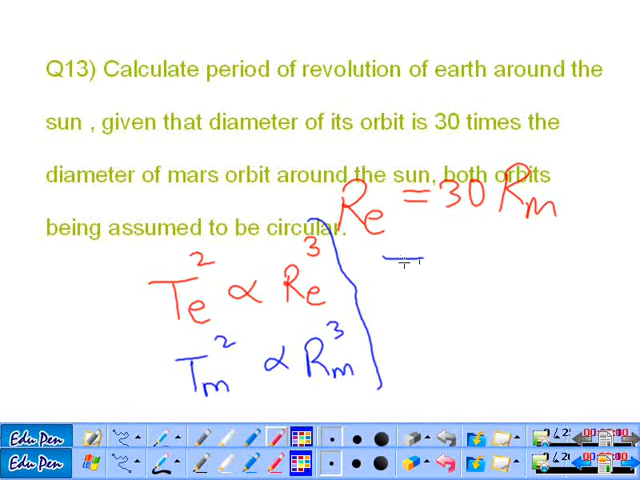 Q13) Calculate period of revolution of earth around the
sun , given that diameter of its orbit is 30 times the
diameter of mars orbit around the sun, both orbits
being assumed to be circular.
Re = 30 Rm
Te² ∝ Re³
Tm² ∝ Rm³
Edu Pen
Edu Pen